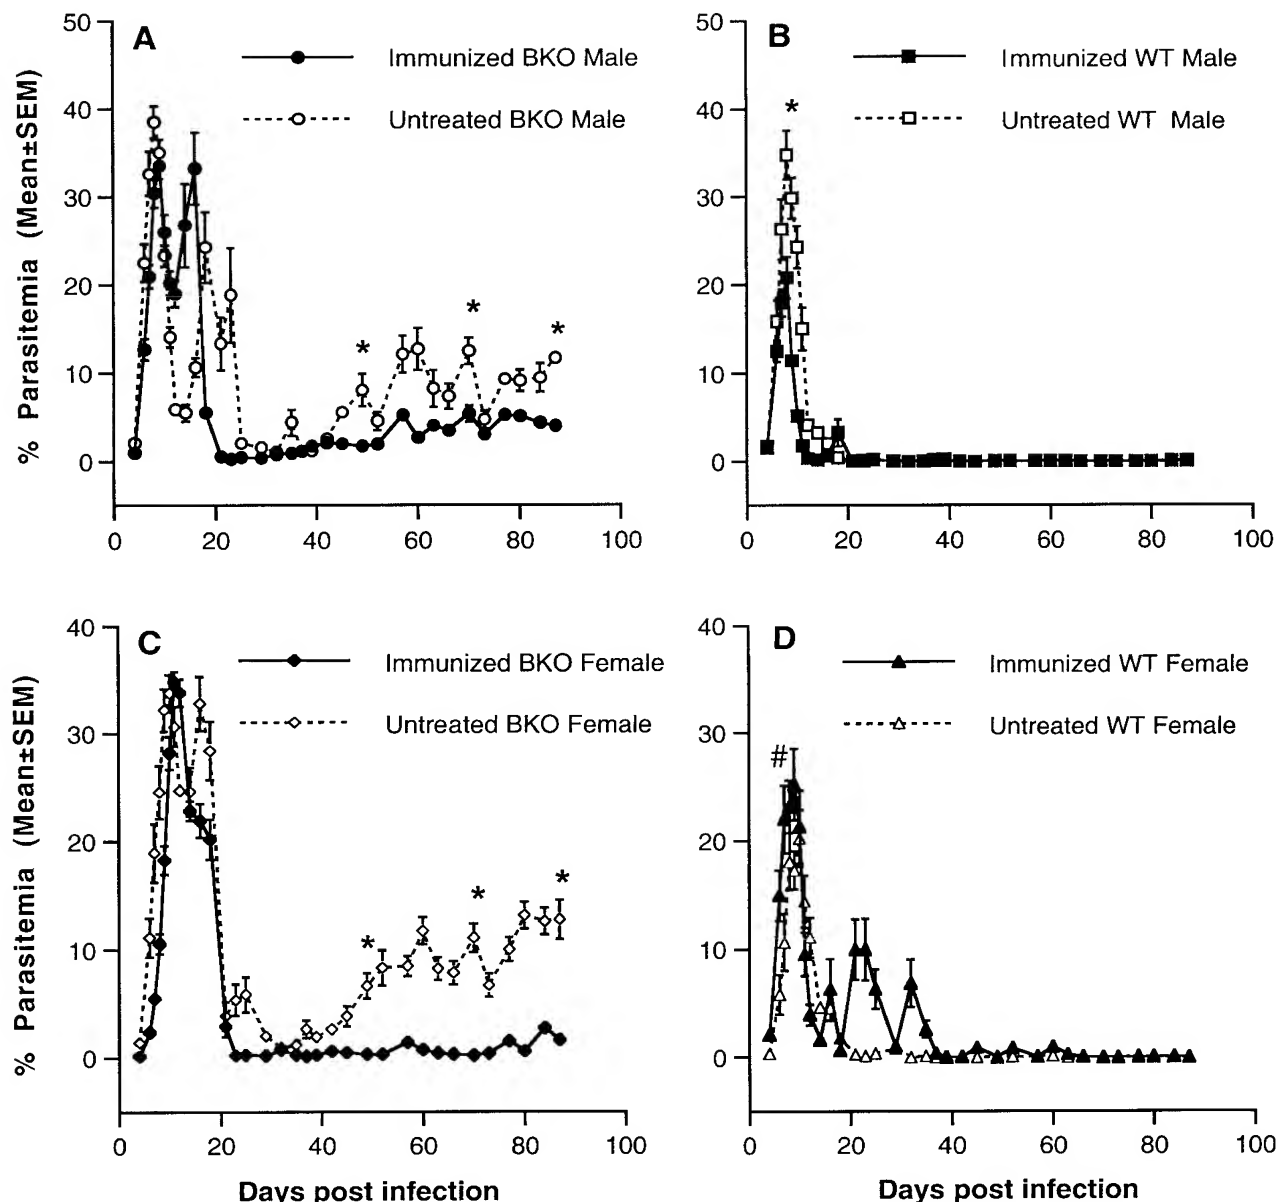 A
Immunized BKO Male
Untreated BKO Male
% Parasitemia (Mean±SEM)
50
40
30
20
10
0
* * *
0 20 40 60 80 100
B
Immunized WT Male
Untreated WT Male
50
40
30
20
10
0
*
0 20 40 60 80 100
C
Immunized BKO Female
Untreated BKO Female
% Parasitemia (Mean±SEM)
40
30
20
10
0
* * *
0 20 40 60 80 100
Days post infection
D
Immunized WT Female
Untreated WT Female
40
30
20
10
0
#
0 20 40 60 80 100
Days post infection